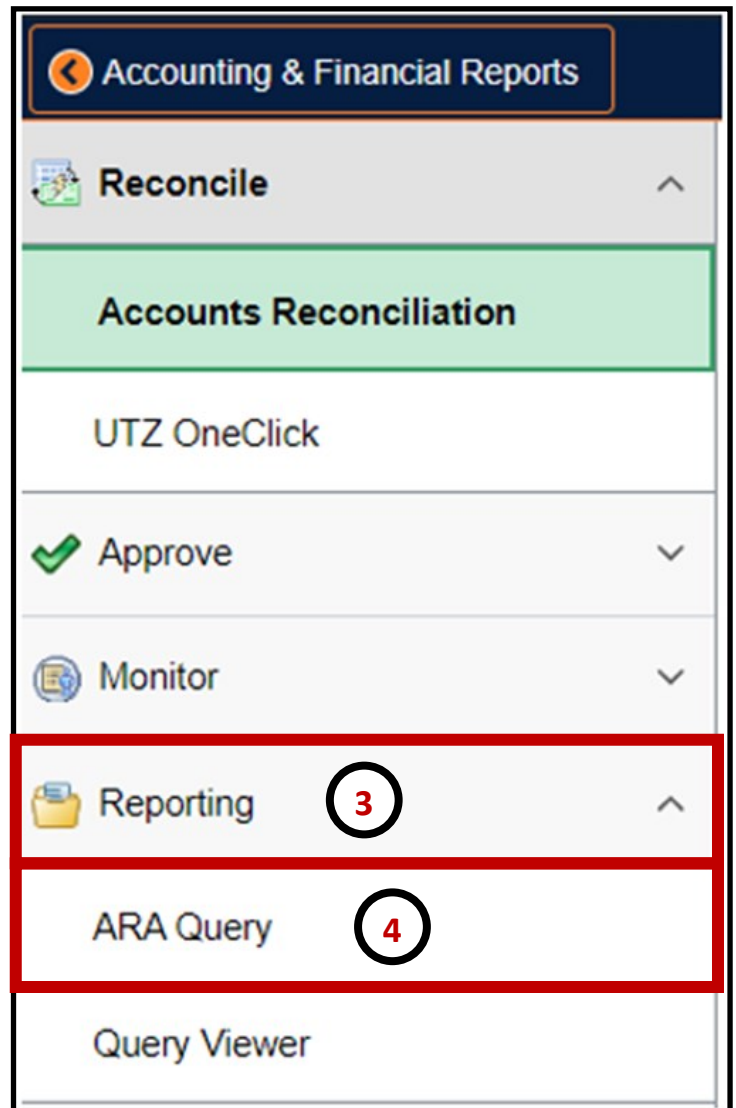 Accounting & Financial Reports
Reconcile
Accounts Reconciliation
UTZ OneClick
Approve
Monitor
Reporting 3
ARA Query 4
Query Viewer